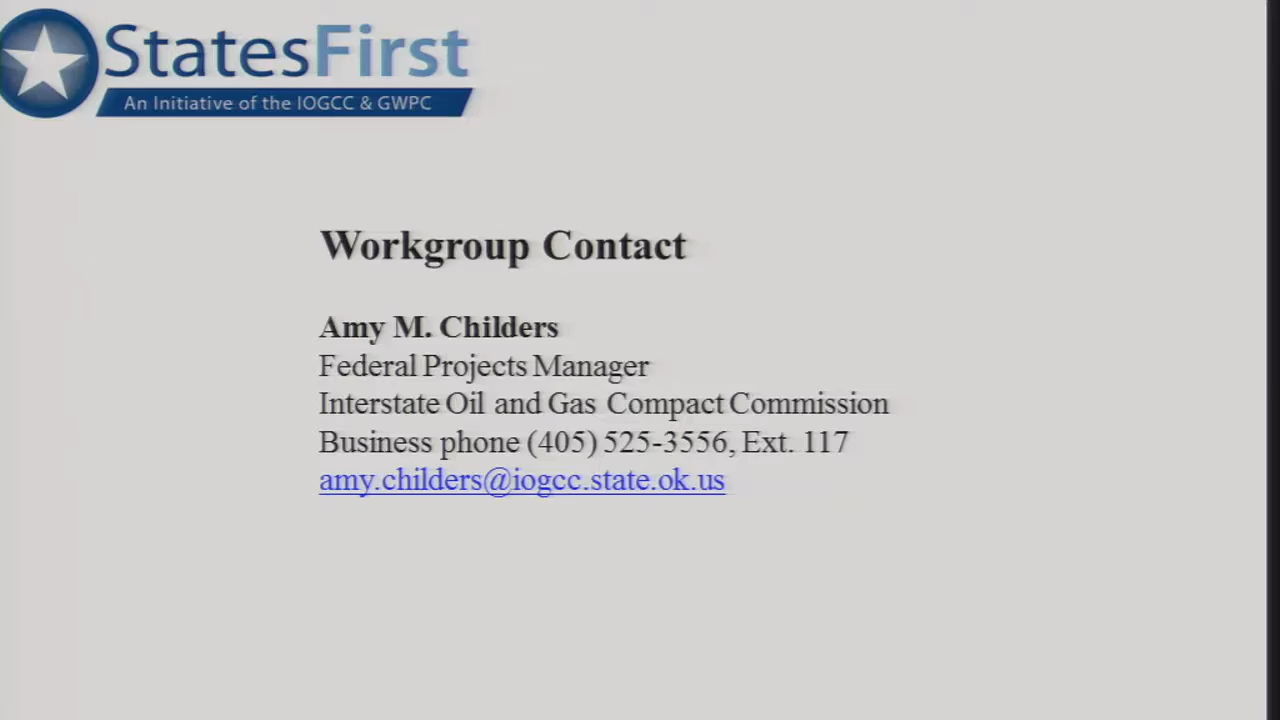 StatesFirst
An Initiative of the IOGCC & GWPC
Workgroup Contact
Amy M. Childers
Federal Projects Manager
Interstate Oil and Gas Compact Commission
Business phone (405) 525-3556, Ext. 117
amy.childers@iogcc.state.ok.us